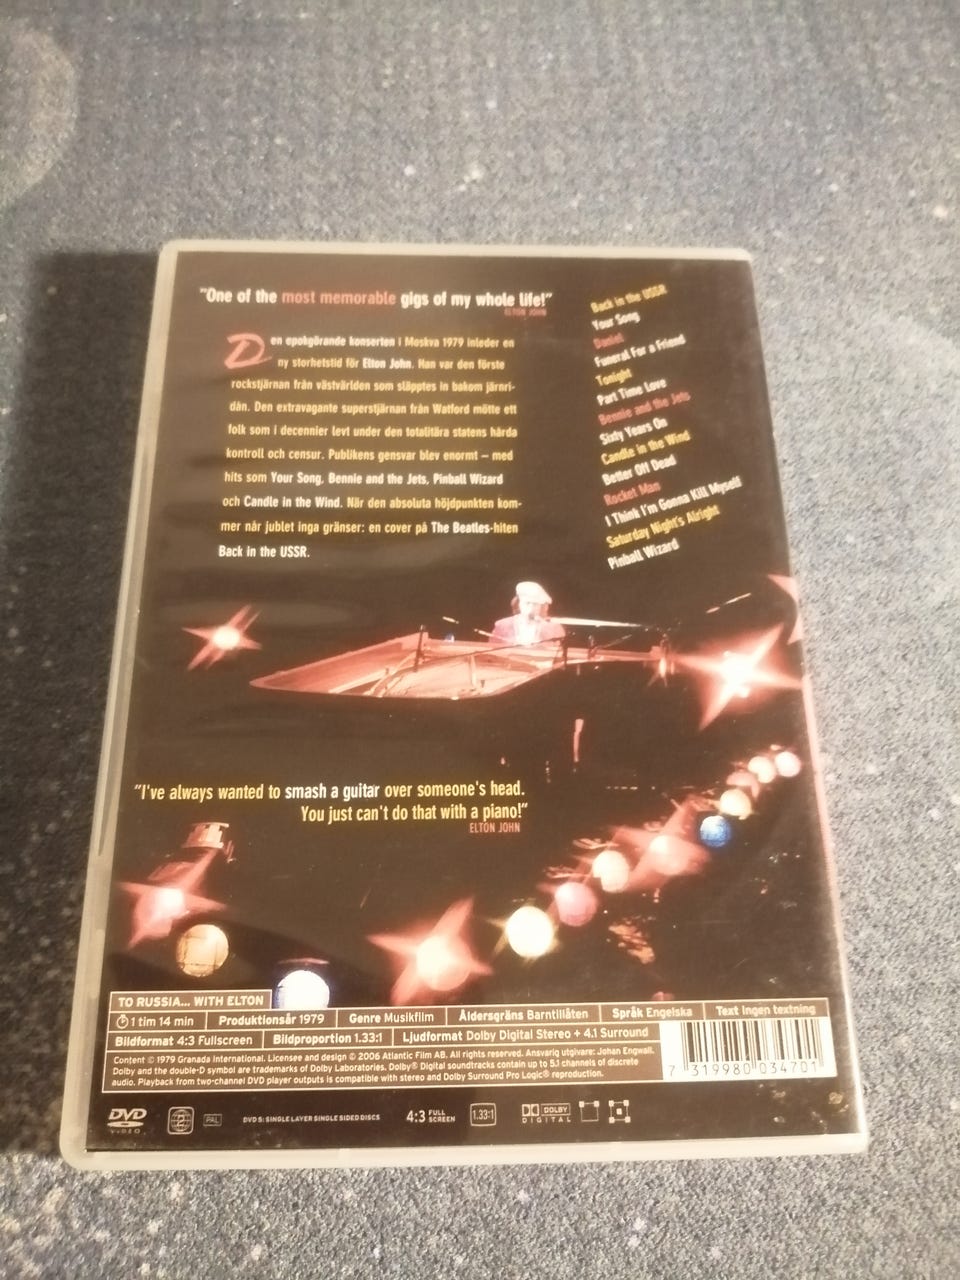 "One of the most memorable gigs of my whole life!"
ELTON JOHN
Den epokgörande konserten i Moskva 1979 inleder en
ny storhetstid för Elton John. Han var den förste
rockstjärnan från västvärlden som släpptes in bakom järnri-
dån. Den extravagante superstjärnan från Watford mötte ett
folk som i decennier levt under den totalitära statens hårda
kontroll och censur. Publikens gensvar blev enormt – med
hits som Your Song, Bennie and the Jets, Pinball Wizard
och Candle in the Wind. När den absoluta höjdpunkten kom-
mer når jublet inga gränser: en cover på The Beatles-hiten
Back in the USSR.
Back in the USSR
Your Song
Daniel
Funeral For a Friend
Tonight
Part Time Love
Bennie and the Jets
Sixty Years On
Candle in the Wind
Better Off Dead
Rocket Man
I Think I'm Gonna Kill Myself
Saturday Night's Alright
Pinball Wizard
"I've always wanted to smash a guitar over someone's head.
You just can't do that with a piano!"
ELTON JOHN
TO RUSSIA... WITH ELTON
1 tim 14 min Produktionsår 1979 Genre Musikfilm Åldersgräns Barntillåten Språk Engelska Text Ingen textning
Bildformat 4:3 Fullscreen Bildproportion 1.33:1 Ljudformat Dolby Digital Stereo + 4.1 Surround
Content © 1979 Granada International. Licensee and design © 2006 Atlantic Film AB. All rights reserved. Ansvarig utgivare: Johan Engwall.
Dolby and the double-D symbol are trademarks of Dolby Laboratories. Dolby® Digital soundtracks contain up to 5.1 channels of discrete
audio. Playback from two-channel DVD player outputs is compatible with stereo and Dolby Surround Pro Logic® reproduction.
7 319980 034701
DVD VIDEO 2 PAL DVD 5: SINGLE LAYER SINGLE SIDED DISCS 4:3 FULL SCREEN 1.33:1 DOLBY DIGITAL